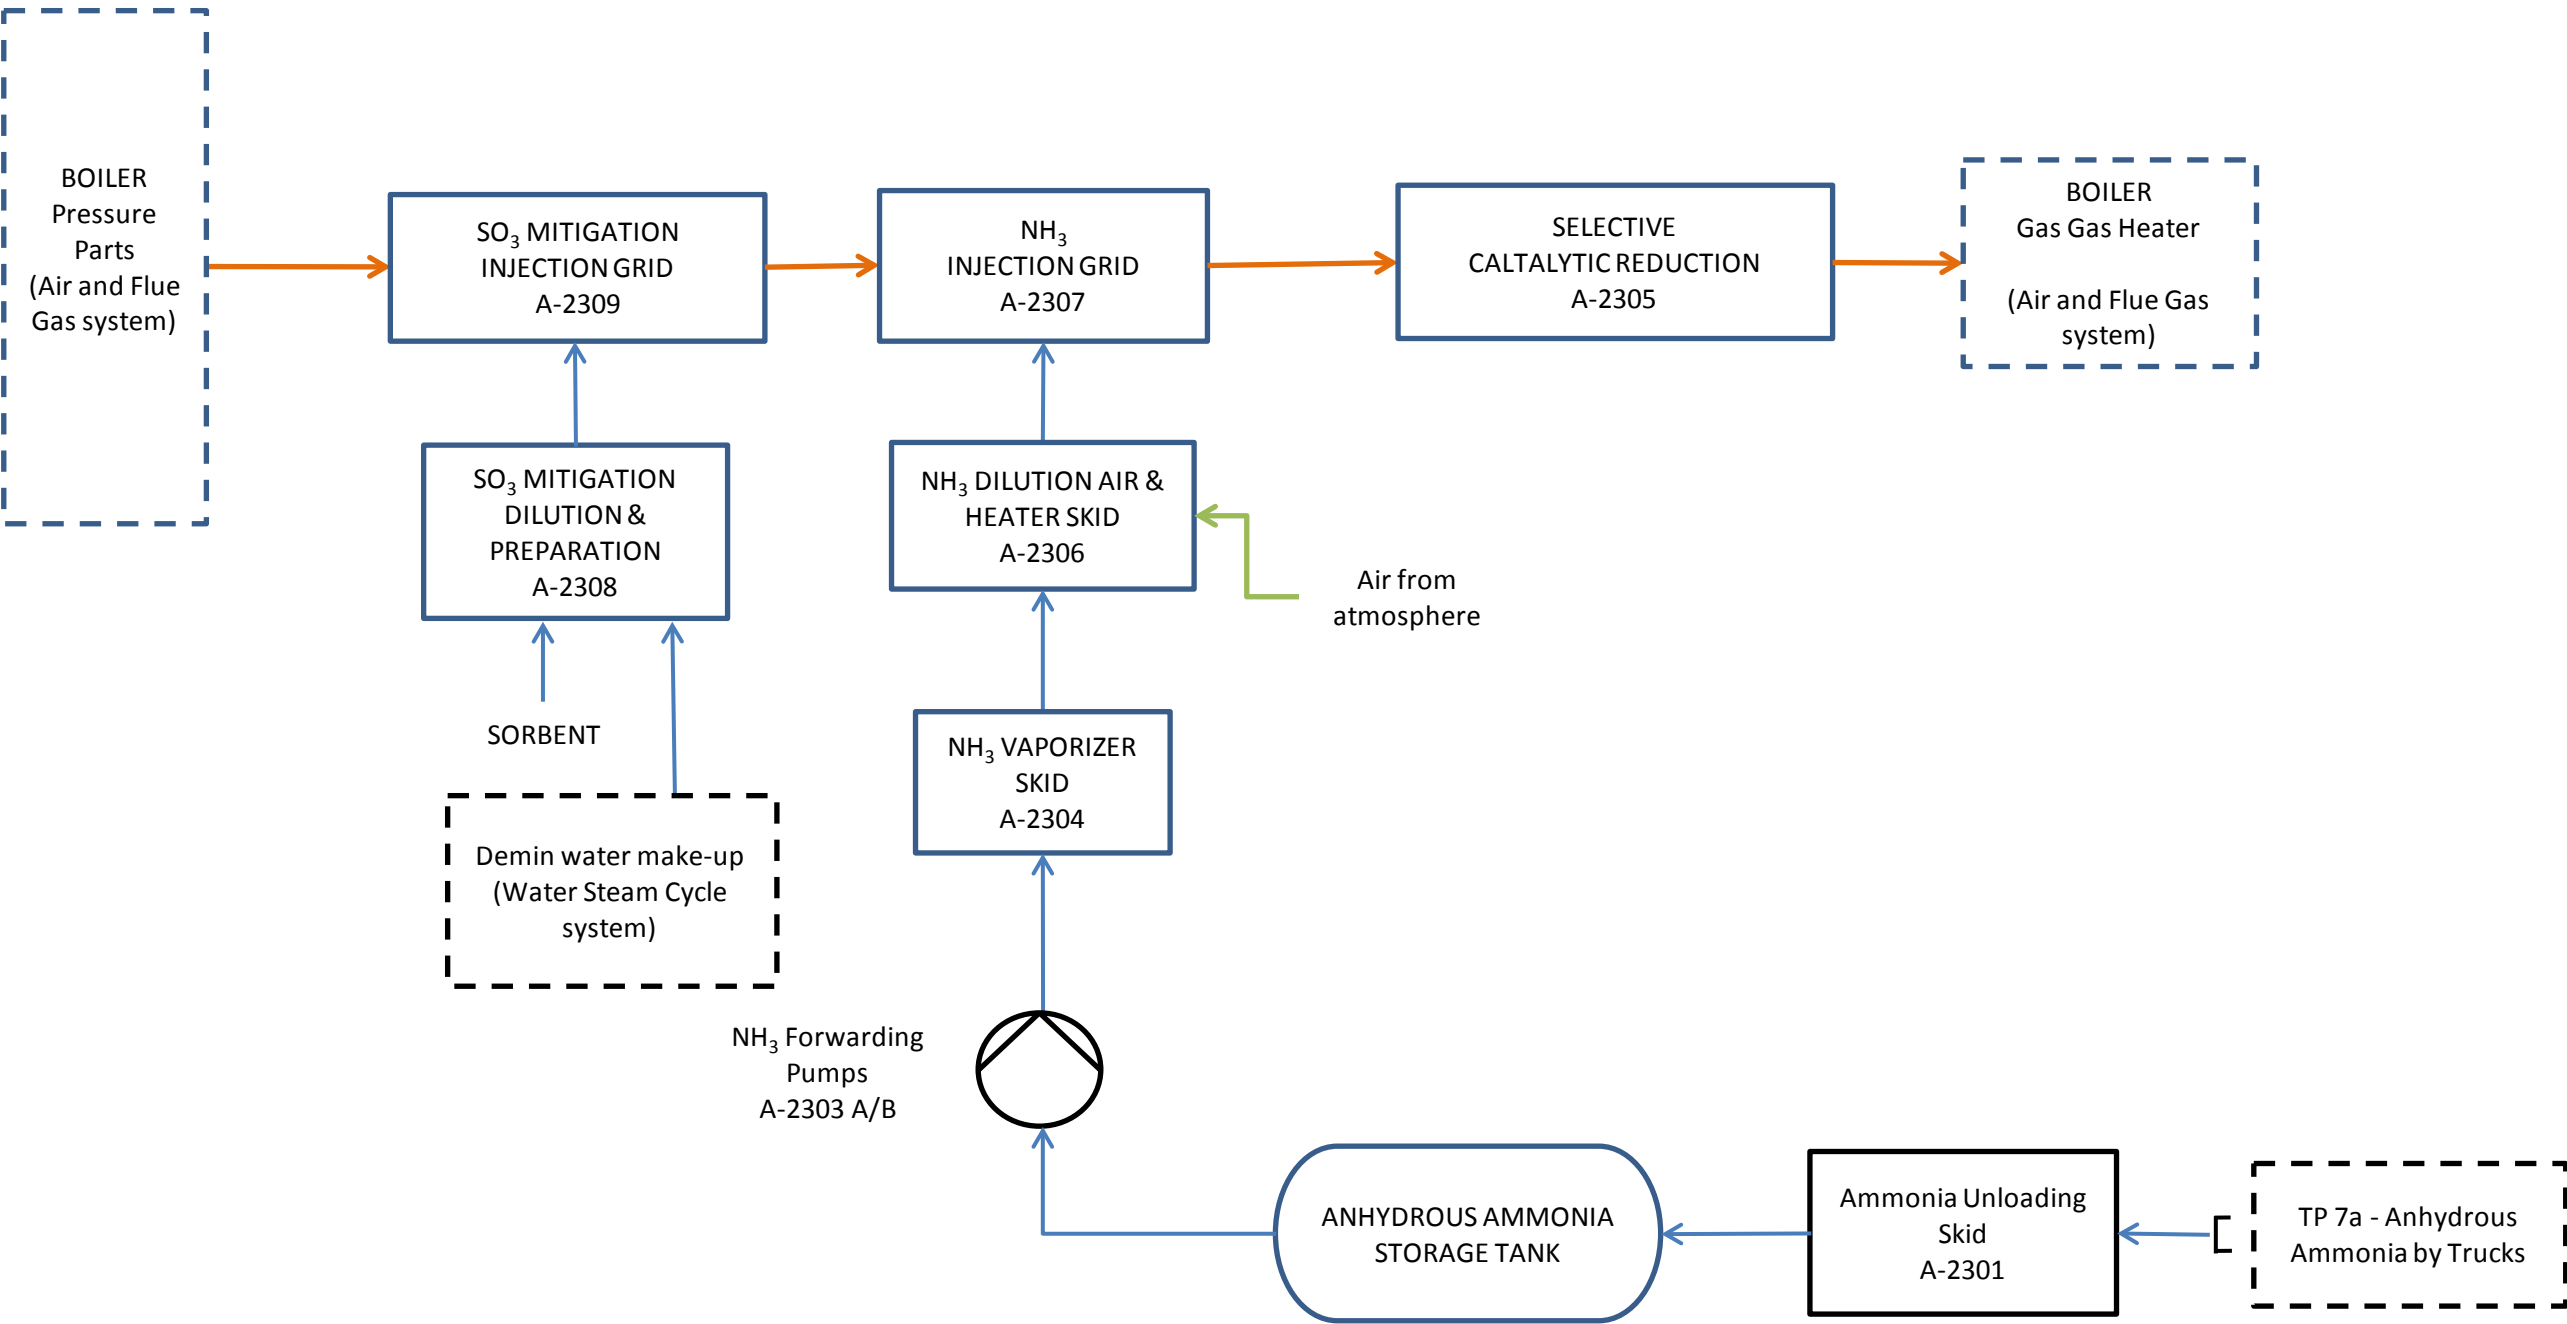 BOILER
Pressure
Parts
(Air and Flue
Gas system)
SO₃ MITIGATION
INJECTION GRID
A-2309
NH₃
INJECTION GRID
A-2307
SELECTIVE
CALTALYTIC REDUCTION
A-2305
BOILER
Gas Gas Heater
(Air and Flue Gas
system)
SO₃ MITIGATION
DILUTION &
PREPARATION
A-2308
NH₃ DILUTION AIR &
HEATER SKID
A-2306
Air from
atmosphere
SORBENT
NH₃ VAPORIZER
SKID
A-2304
Demin water make-up
(Water Steam Cycle
system)
NH₃ Forwarding
Pumps
A-2303 A/B
ANHYDROUS AMMONIA
STORAGE TANK
Ammonia Unloading
Skid
A-2301
TP 7a - Anhydrous
Ammonia by Trucks